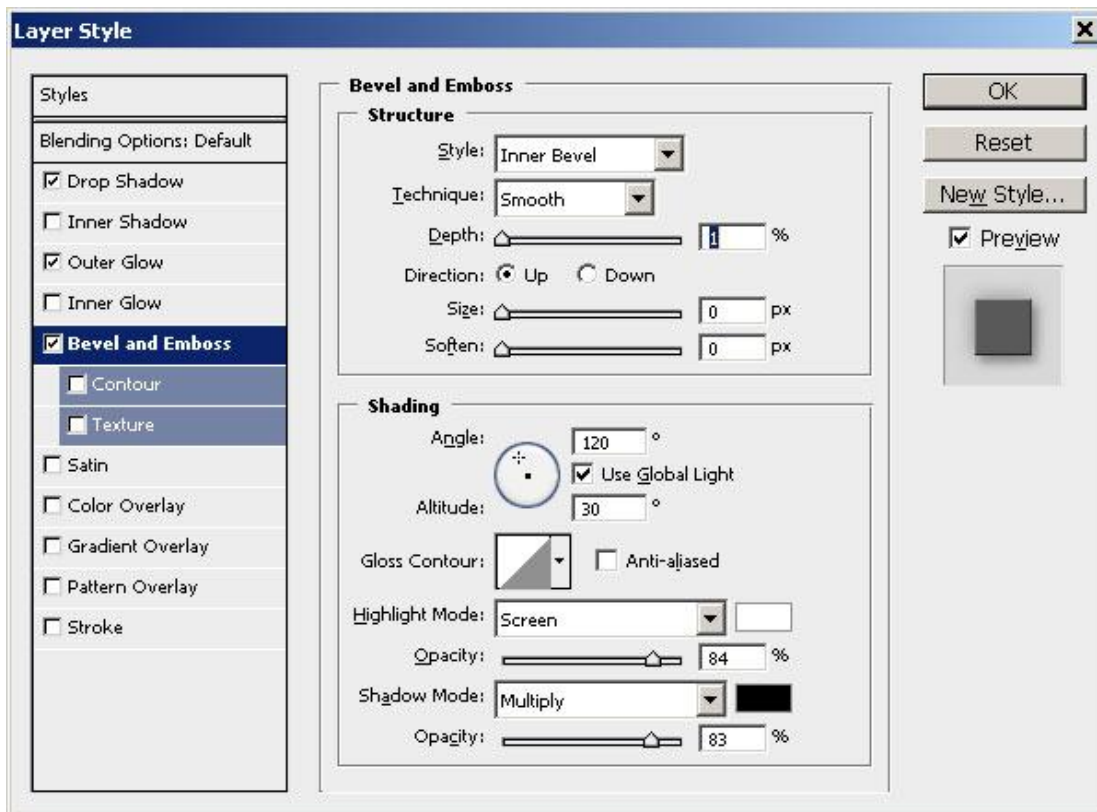 Layer Style
Styles
Blending Options: Default
Drop Shadow
Inner Shadow
Outer Glow
Inner Glow
Bevel and Emboss
Contour
Texture
Satin
Color Overlay
Gradient Overlay
Pattern Overlay
Stroke
Bevel and Emboss
Structure
Style: Inner Bevel
Technique: Smooth
Depth: 1 %
Direction: Up Down
Size: 0 px
Soften: 0 px
Shading
Angle: 120 °
Use Global Light
Altitude: 30 °
Gloss Contour: Anti-aliased
Highlight Mode: Screen
Opacity: 84 %
Shadow Mode: Multiply
Opacity: 83 %
OK
Reset
New Style...
Preview